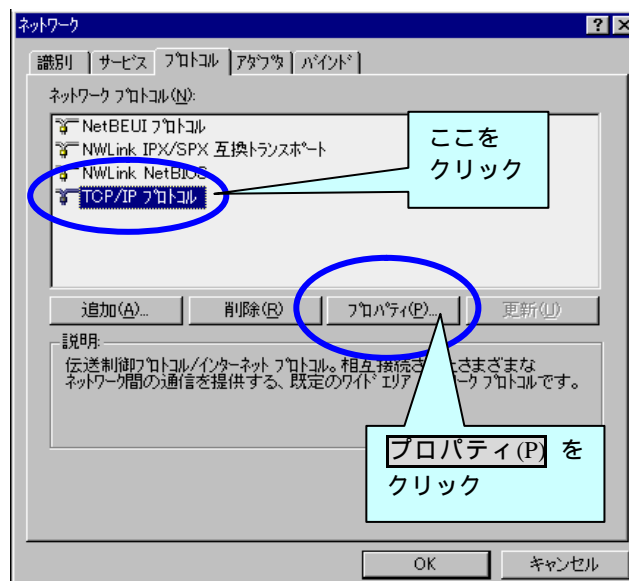 ネットワーク
識別 サービス プロトコル アダプタ バインド
ネットワーク プロトコル(N):
NetBEUI プロトコル
NWLink IPX/SPX 互換トランスポート
NWLink NetBIOS
TCP/IP プロトコル
ここを
クリック
追加(A)... 削除(R) プロパティ(P)... 更新(U)
説明:
伝送制御プロトコル/インターネット プロトコル。相互接続さ さまざまな
ネットワーク間の通信を提供する、既定のワイド エリア ーク プロトコルです。
プロパティ(P) を
クリック
OK キャンセル